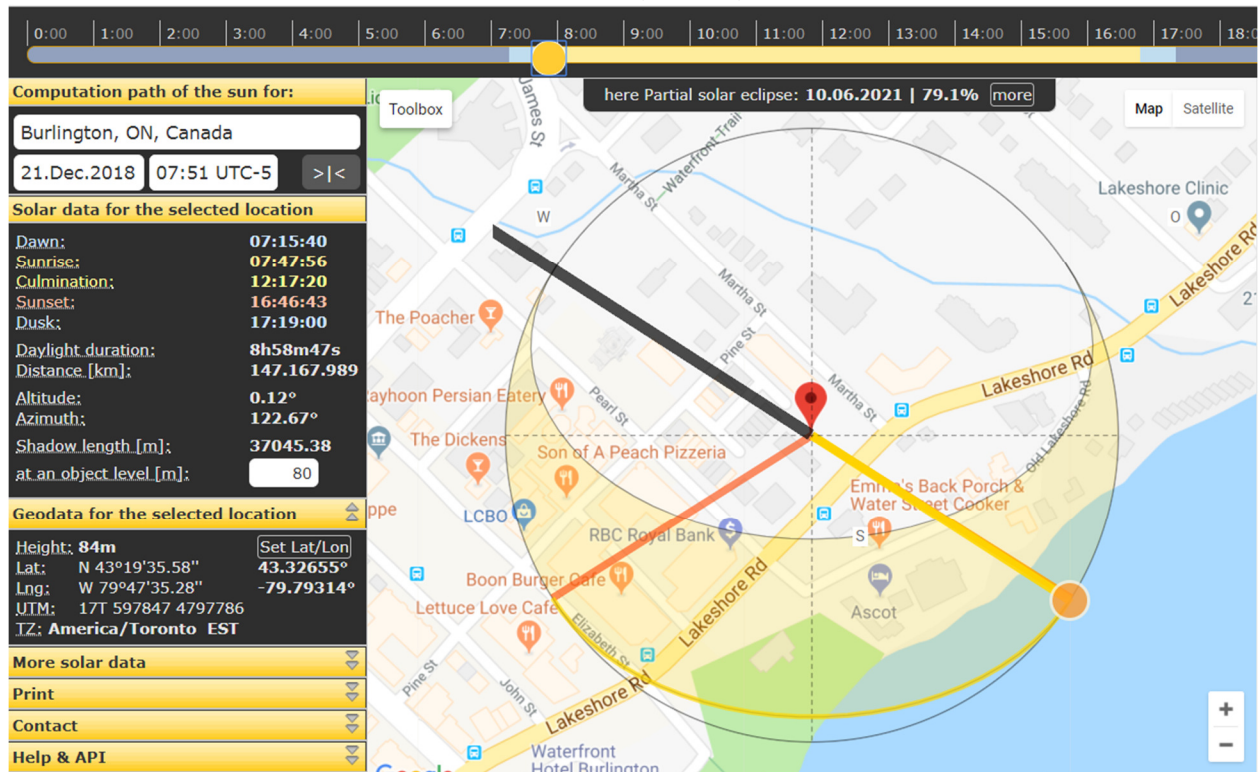 0:00 1:00 2:00 3:00 4:00 5:00 6:00 7:00 8:00 9:00 10:00 11:00 12:00 13:00 14:00 15:00 16:00 17:00 18:0
Computation path of the sun for:
Burlington, ON, Canada
21.Dec.2018 07:51 UTC-5 >|<
Solar data for the selected location
Dawn: 07:15:40
Sunrise: 07:47:56
Culmination: 12:17:20
Sunset: 16:46:43
Dusk: 17:19:00
Daylight duration: 8h58m47s
Distance [km]: 147.167.989
Altitude: 0.12°
Azimuth: 122.67°
Shadow length [m]: 37045.38
at an object level [m]: 80
Geodata for the selected location
Height: 84m Set Lat/Lon
Lat: N 43°19'35.58'' 43.32655°
Lng: W 79°47'35.28'' -79.79314°
UTM: 17T 597847 4797786
TZ: America/Toronto EST
More solar data
Print
Contact
Help & API
Toolbox
here Partial solar eclipse: 10.06.2021 | 79.1% more
Map Satellite
James St
Martha St
Waterfront-Trail
Lakeshore Clinic
W
O
Lakeshore Rd
Martha St
The Poacher
Pine St
Lakeshore Rd
Martha St
Rayhoon Persian Eatery
Pearl St
Old Lakeshore Rd
The Dickens
Son of A Peach Pizzeria
Emma's Back Porch &
Water Street Cooker
ppe
LCBO
RBC Royal Bank
S
Boon Burger Cafe
Lettuce Love Cafe
Ascot
Elizabeth St
Lakeshore Rd
Pine St
John St
Lakeshore Rd
Waterfront
Hotel Burlington
Google
+
−